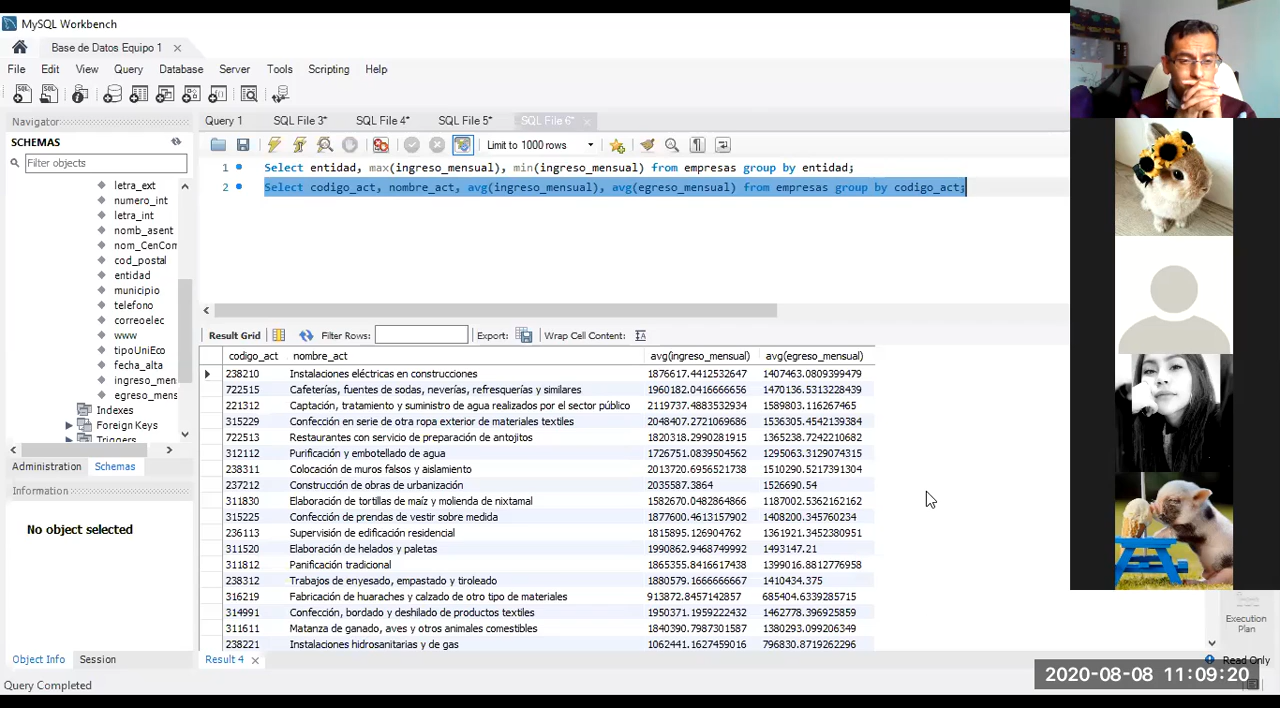 MySQL Workbench
Base de Datos Equipo 1
File Edit View Query Database Server Tools Scripting Help
Navigator
SCHEMAS
Filter objects
letra_ext
numero_int
letra_int
nomb_asent
nom_CenCom
cod_postal
entidad
municipio
telefono
correoelec
www
tipoUniEco
fecha_alta
ingreso_men
egreso_mens
Indexes
Foreign Keys
Triggers
Administration Schemas
Information
No object selected
Object Info Session
Query Completed
Query 1 SQL File 3* SQL File 4* SQL File 5* SQL File 6*
Limit to 1000 rows
1 Select entidad, max(ingreso_mensual), min(ingreso_mensual) from empresas group by entidad;
2 Select codigo_act, nombre_act, avg(ingreso_mensual), avg(egreso_mensual) from empresas group by codigo_act;
Result Grid Filter Rows: Export: Wrap Cell Content:
codigo_act nombre_act avg(ingreso_mensual) avg(egreso_mensual)
238210 Instalaciones eléctricas en construcciones 1876617.4412532647 1407463.0809399479
722515 Cafeterías, fuentes de sodas, neverías, refresquerías y similares 1960182.0416666656 1470136.5313228439
221312 Captación, tratamiento y suministro de agua realizados por el sector público 2119737.4883532934 1589803.116267465
315229 Confección en serie de otra ropa exterior de materiales textiles 2048407.2721069686 1536305.4542139384
722513 Restaurantes con servicio de preparación de antojitos 1820318.2990281915 1365238.7242210682
312112 Purificación y embotellado de agua 1726751.0839504562 1295063.3129074315
238311 Colocación de muros falsos y aislamiento 2013720.6956521738 1510290.5217391304
237212 Construcción de obras de urbanización 2035587.3864 1526690.54
311830 Elaboración de tortillas de maíz y molienda de nixtamal 1582670.0482864866 1187002.5362162162
315225 Confección de prendas de vestir sobre medida 1877600.4613157902 1408200.345760234
236113 Supervisión de edificación residencial 1815895.126904762 1361921.3452380951
311520 Elaboración de helados y paletas 1990862.9468749992 1493147.21
311812 Panificación tradicional 1865355.8416617438 1399016.8812776958
238312 Trabajos de enyesado, empastado y tiroleado 1880579.1666666667 1410434.375
316219 Fabricación de huaraches y calzado de otro tipo de materiales 913872.8457142857 685404.6339285715
314991 Confección, bordado y deshilado de productos textiles 1950371.1959222432 1462778.396925859
311611 Matanza de ganado, aves y otros animales comestibles 1840390.7987301587 1380293.099206349
238221 Instalaciones hidrosanitarias y de gas 1062441.1627459016 796830.8719262296
Result 4
Execution
Plan
Read Only
2020-08-08 11:09:20